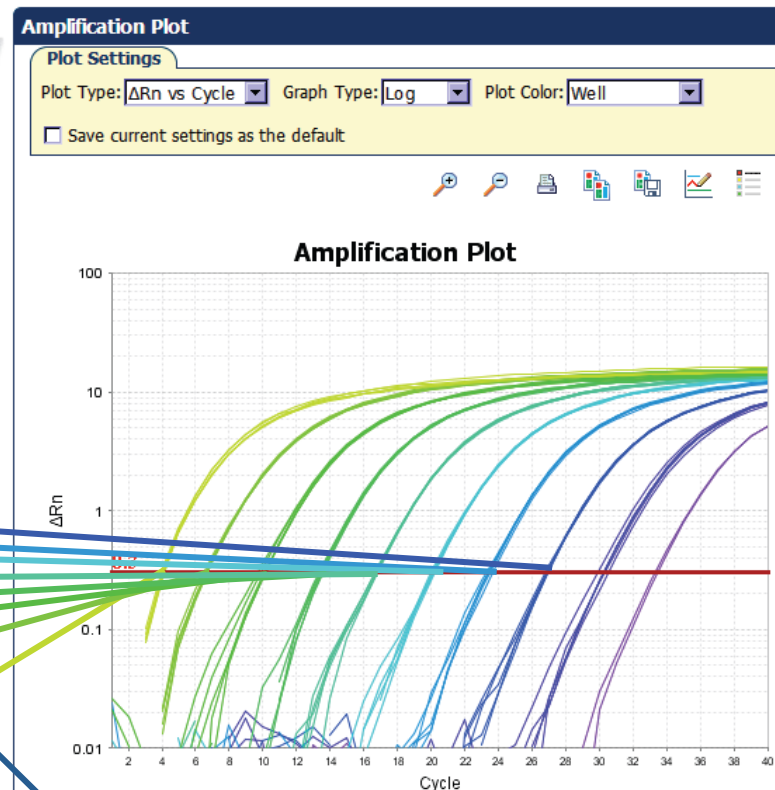 Amplification Plot
Plot Settings
Plot Type: ΔRn vs Cycle Graph Type: Log Plot Color: Well
Save current settings as the default
Amplification Plot
100
10
1
0.1
0.01
ΔRn
2 4 6 8 10 12 14 16 18 20 22 24 26 28 30 32 34 36 38 40
Cycle